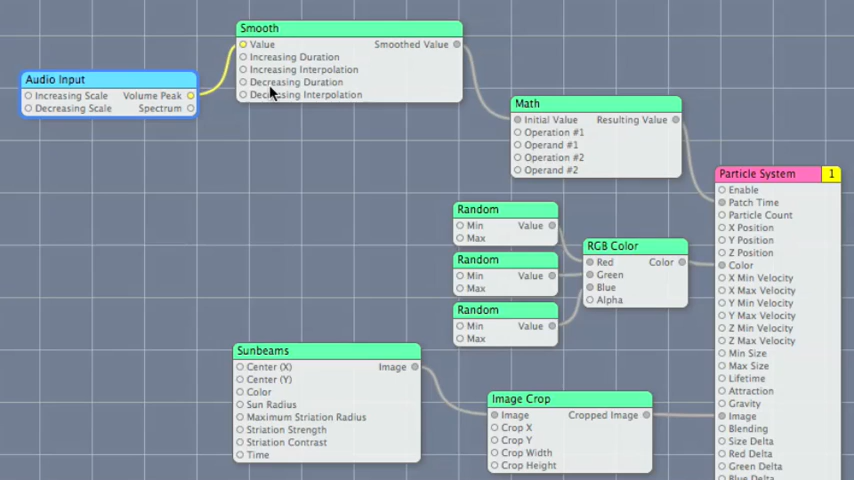 Smooth
Value Smoothed Value
Increasing Duration
Increasing Interpolation
Decreasing Duration
Decreasing Interpolation
Audio Input
Increasing Scale Volume Peak
Decreasing Scale Spectrum
Math
Initial Value Resulting Value
Operation #1
Operand #1
Operation #2
Operand #2
Particle System 1
Enable
Patch Time
Particle Count
X Position
Y Position
Z Position
Color
X Min Velocity
X Max Velocity
Y Min Velocity
Y Max Velocity
Z Min Velocity
Z Max Velocity
Min Size
Max Size
Lifetime
Attraction
Gravity
Image
Blending
Size Delta
Red Delta
Green Delta
Blue Delta
Random
Min Value
Max
Random
Min Value
Max
Random
Min Value
Max
RGB Color
Red Color
Green
Blue
Alpha
Sunbeams
Center (X) Image
Center (Y)
Color
Sun Radius
Maximum Striation Radius
Striation Strength
Striation Contrast
Time
Image Crop
Image Cropped Image
Crop X
Crop Y
Crop Width
Crop Height